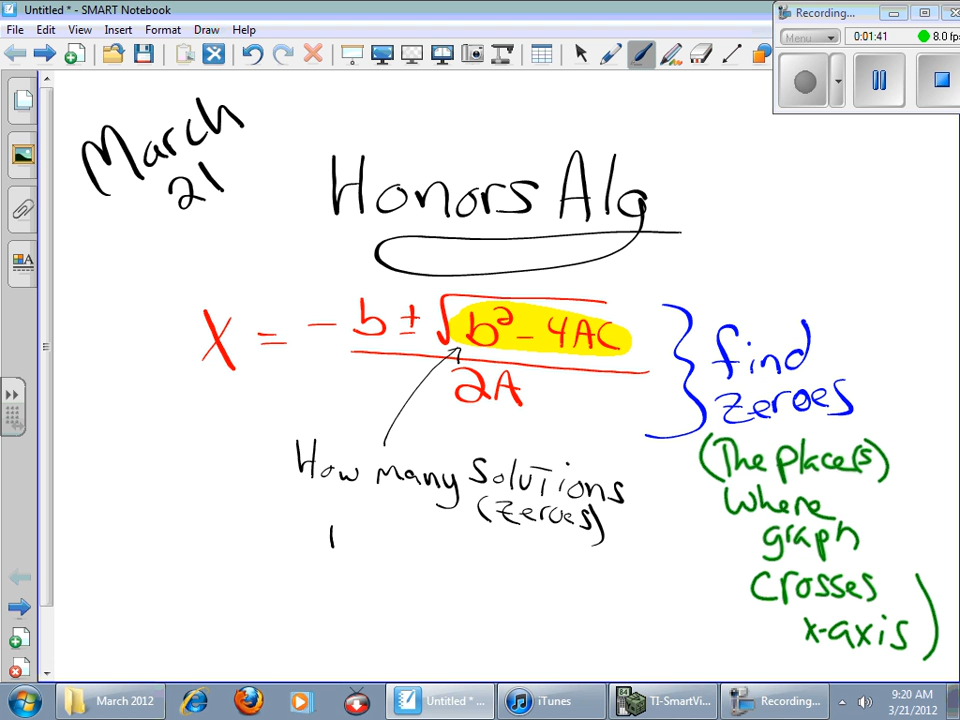 Untitled * - SMART Notebook
Recording...
File Edit View Insert Format Draw Help
Menu
0:01:41
8.0 fps
March
21
Honors Alg
X = -b ± √b² - 4AC
2A
} find
zeroes
(The place(s)
where
graph
crosses
x-axis)
How many Solutions
(zeroes)
March 2012
Untitled * ...
iTunes
TI-SmartVi...
Recording...
9:20 AM
3/21/2012